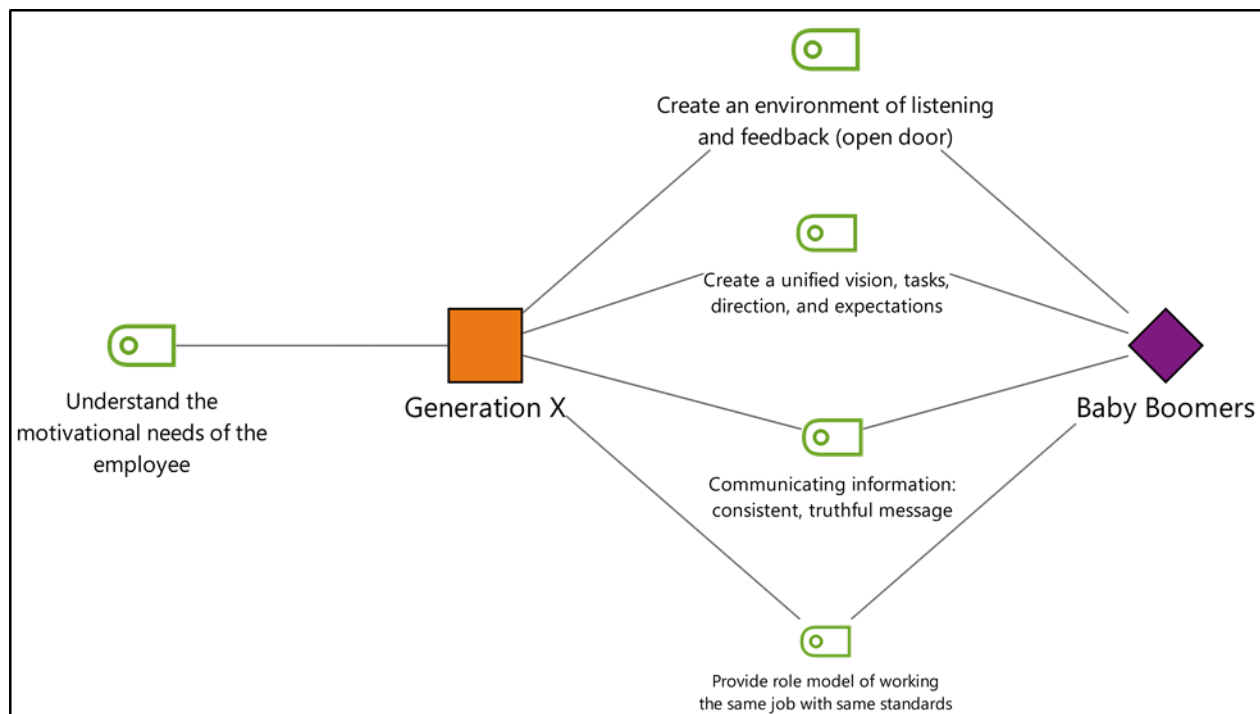 Create an environment of listening
and feedback (open door)
Create a unified vision, tasks,
direction, and expectations
Understand the
motivational needs of the
employee
Generation X
Baby Boomers
Communicating information:
consistent, truthful message
Provide role model of working
the same job with same standards